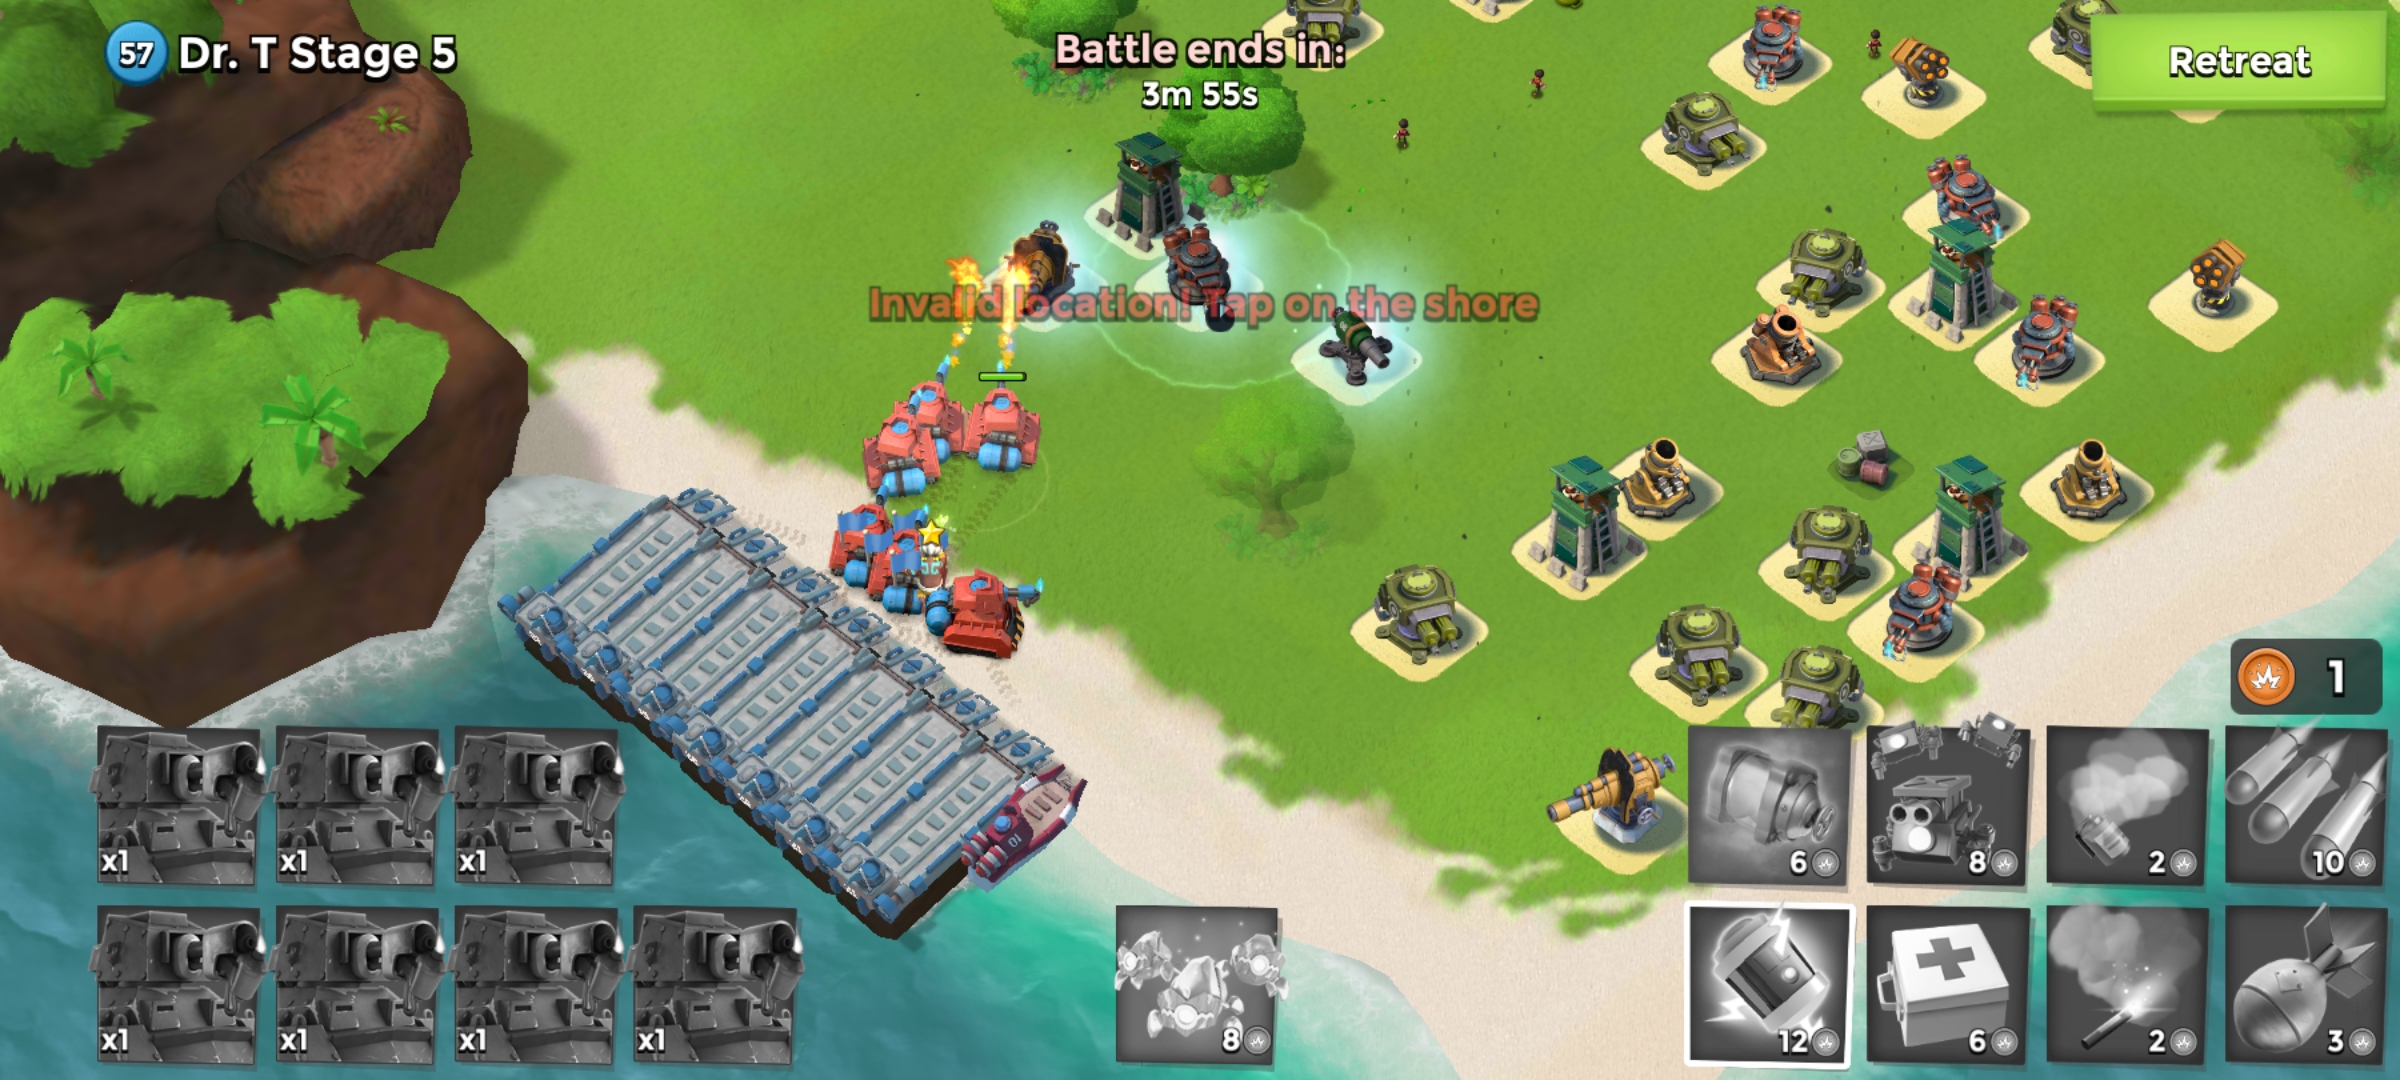 57 Dr. T Stage 5
Battle ends in:
3m 55s
Retreat
Invalid location! Tap on the shore
1
x1 x1 x1
6 8 2 10
x1 x1 x1 x1
8
12 6 2 3